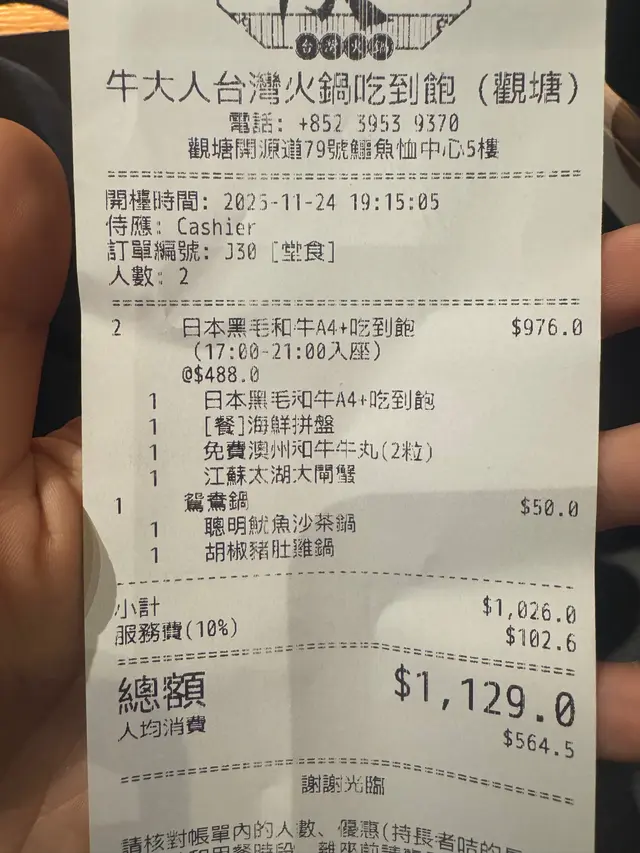 台灣火鍋
牛大人台灣火鍋吃到飽 (觀塘)
電話: +852 3953 9370
觀塘開源道79號鱷魚恤中心5樓
開檯時間: 2025-11-24 19:15:05
侍應: Cashier
訂單編號: J30 [堂食]
人數: 2
2 日本黑毛和牛A4+吃到飽 $976.0
(17:00-21:00入座)
@$488.0
1 日本黑毛和牛A4+吃到飽
1 [餐]海鮮拼盤
1 免費澳州和牛牛丸(2粒)
1 江蘇太湖大閘蟹
1 鴛鴦鍋 $50.0
1 聰明魷魚沙茶鍋
1 胡椒豬肚雞鍋
小計 $1,026.0
服務費(10%) $102.6
總額 $1,129.0
人均消費 $564.5
謝謝光臨
請核對帳單內的人數、優惠(持長者咭的長